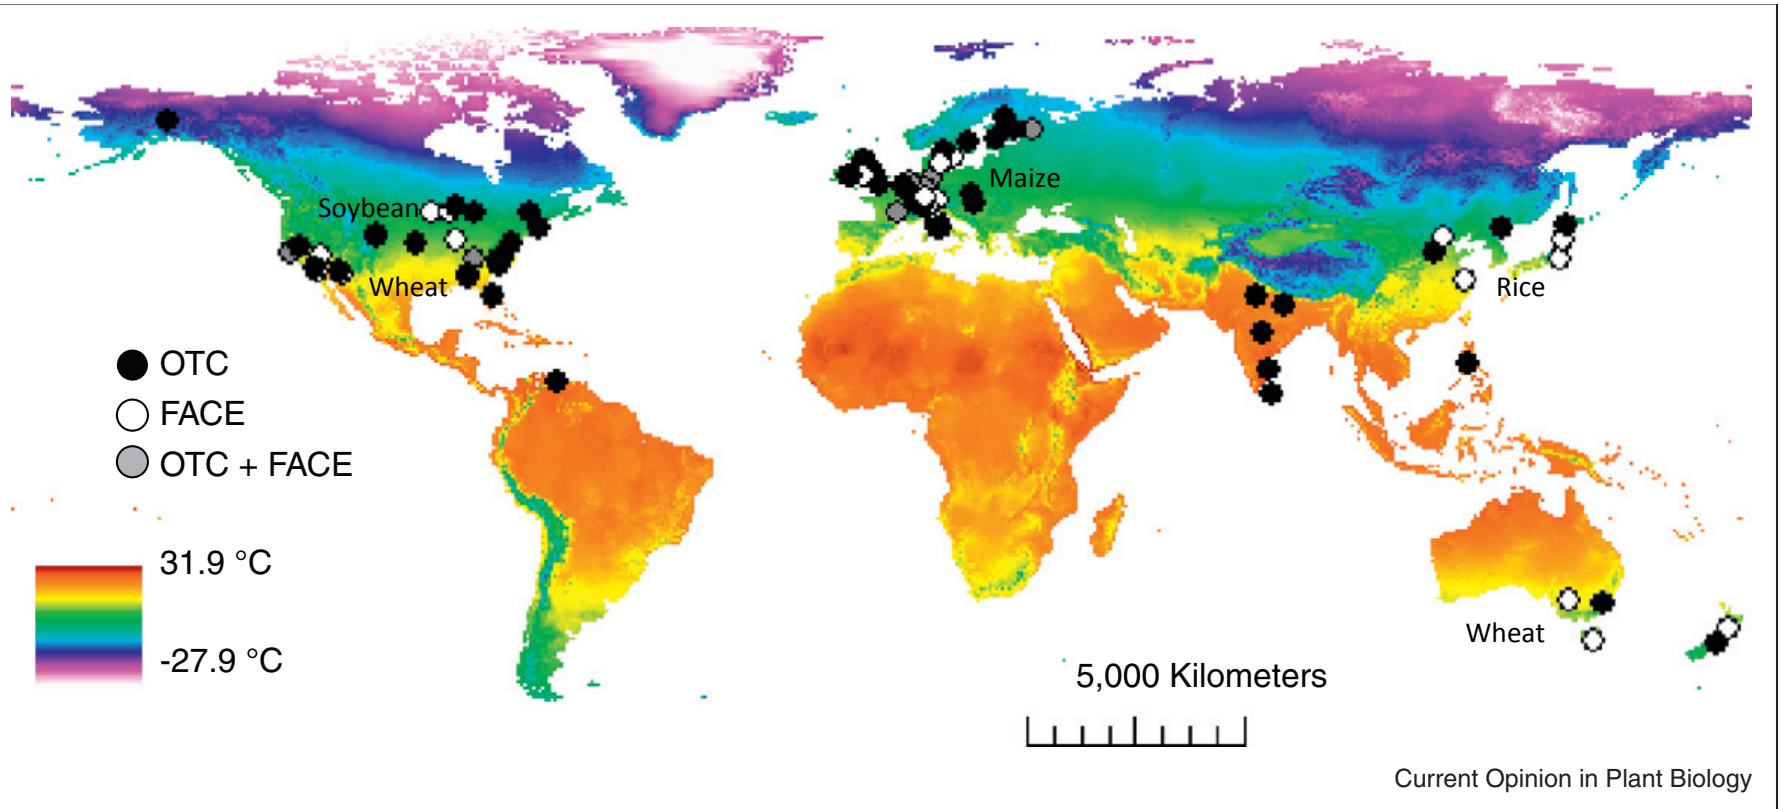 Maize
Soybean
Wheat
Rice
OTC
FACE
OTC + FACE
31.9 °C
-27.9 °C
Wheat
5,000 Kilometers
Current Opinion in Plant Biology